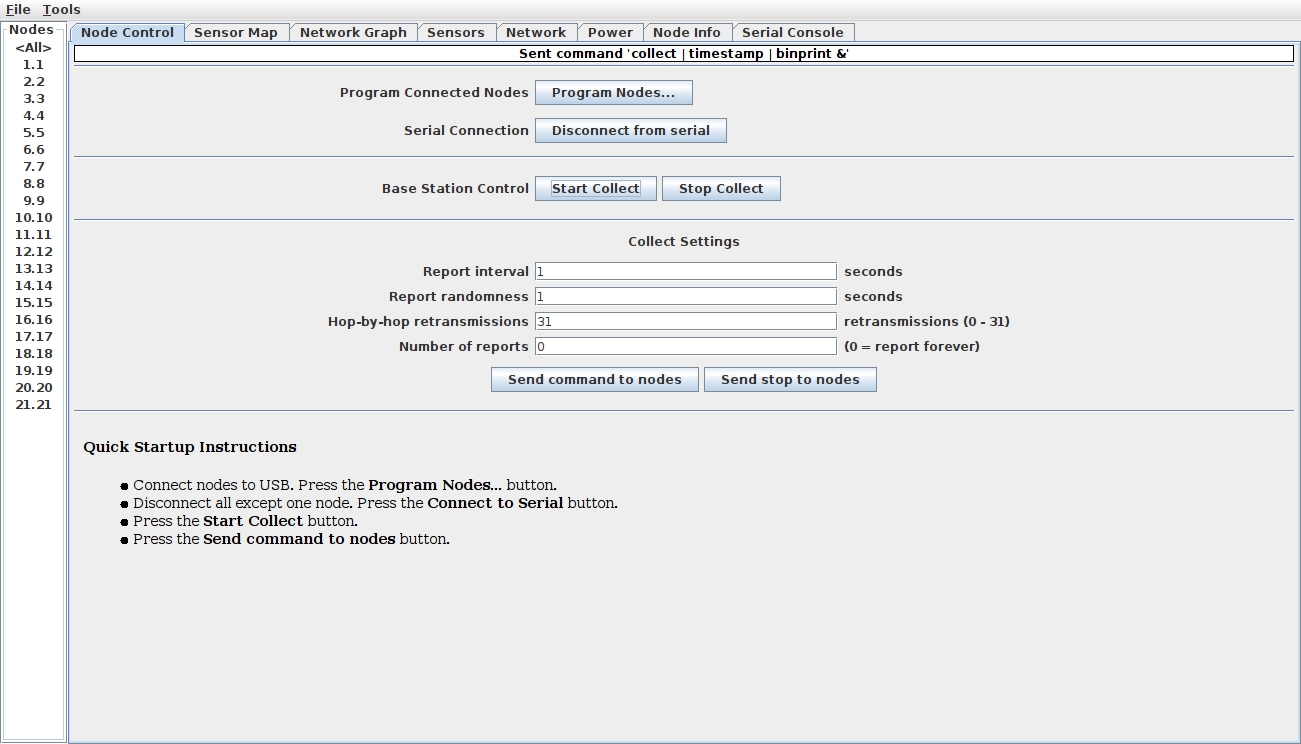 File Tools
Nodes
<All>
1.1
2.2
3.3
4.4
5.5
6.6
7.7
8.8
9.9
10.10
11.11
12.12
13.13
14.14
15.15
16.16
17.17
18.18
19.19
20.20
21.21
Node Control Sensor Map Network Graph Sensors Network Power Node Info Serial Console
Sent command 'collect | timestamp | binprint &'
Program Connected Nodes Program Nodes...
Serial Connection Disconnect from serial
Base Station Control Start Collect Stop Collect
Collect Settings
Report interval 1 seconds
Report randomness 1 seconds
Hop-by-hop retransmissions 31 retransmissions (0 - 31)
Number of reports 0 (0 = report forever)
Send command to nodes Send stop to nodes
Quick Startup Instructions
● Connect nodes to USB. Press the Program Nodes... button.
● Disconnect all except one node. Press the Connect to Serial button.
● Press the Start Collect button.
● Press the Send command to nodes button.